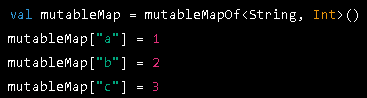 val mutableMap = mutableMapOf<String, Int>()
mutableMap["a"] = 1
mutableMap["b"] = 2
mutableMap["c"] = 3